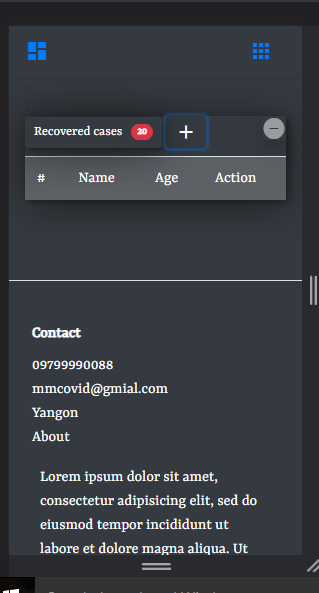 Recovered cases 20 +
# Name Age Action
Contact
09799990088
mmcovid@gmial.com
Yangon
About
Lorem ipsum dolor sit amet,
consectetur adipisicing elit, sed do
eiusmod tempor incididunt ut
labore et dolore magna aliqua. Ut